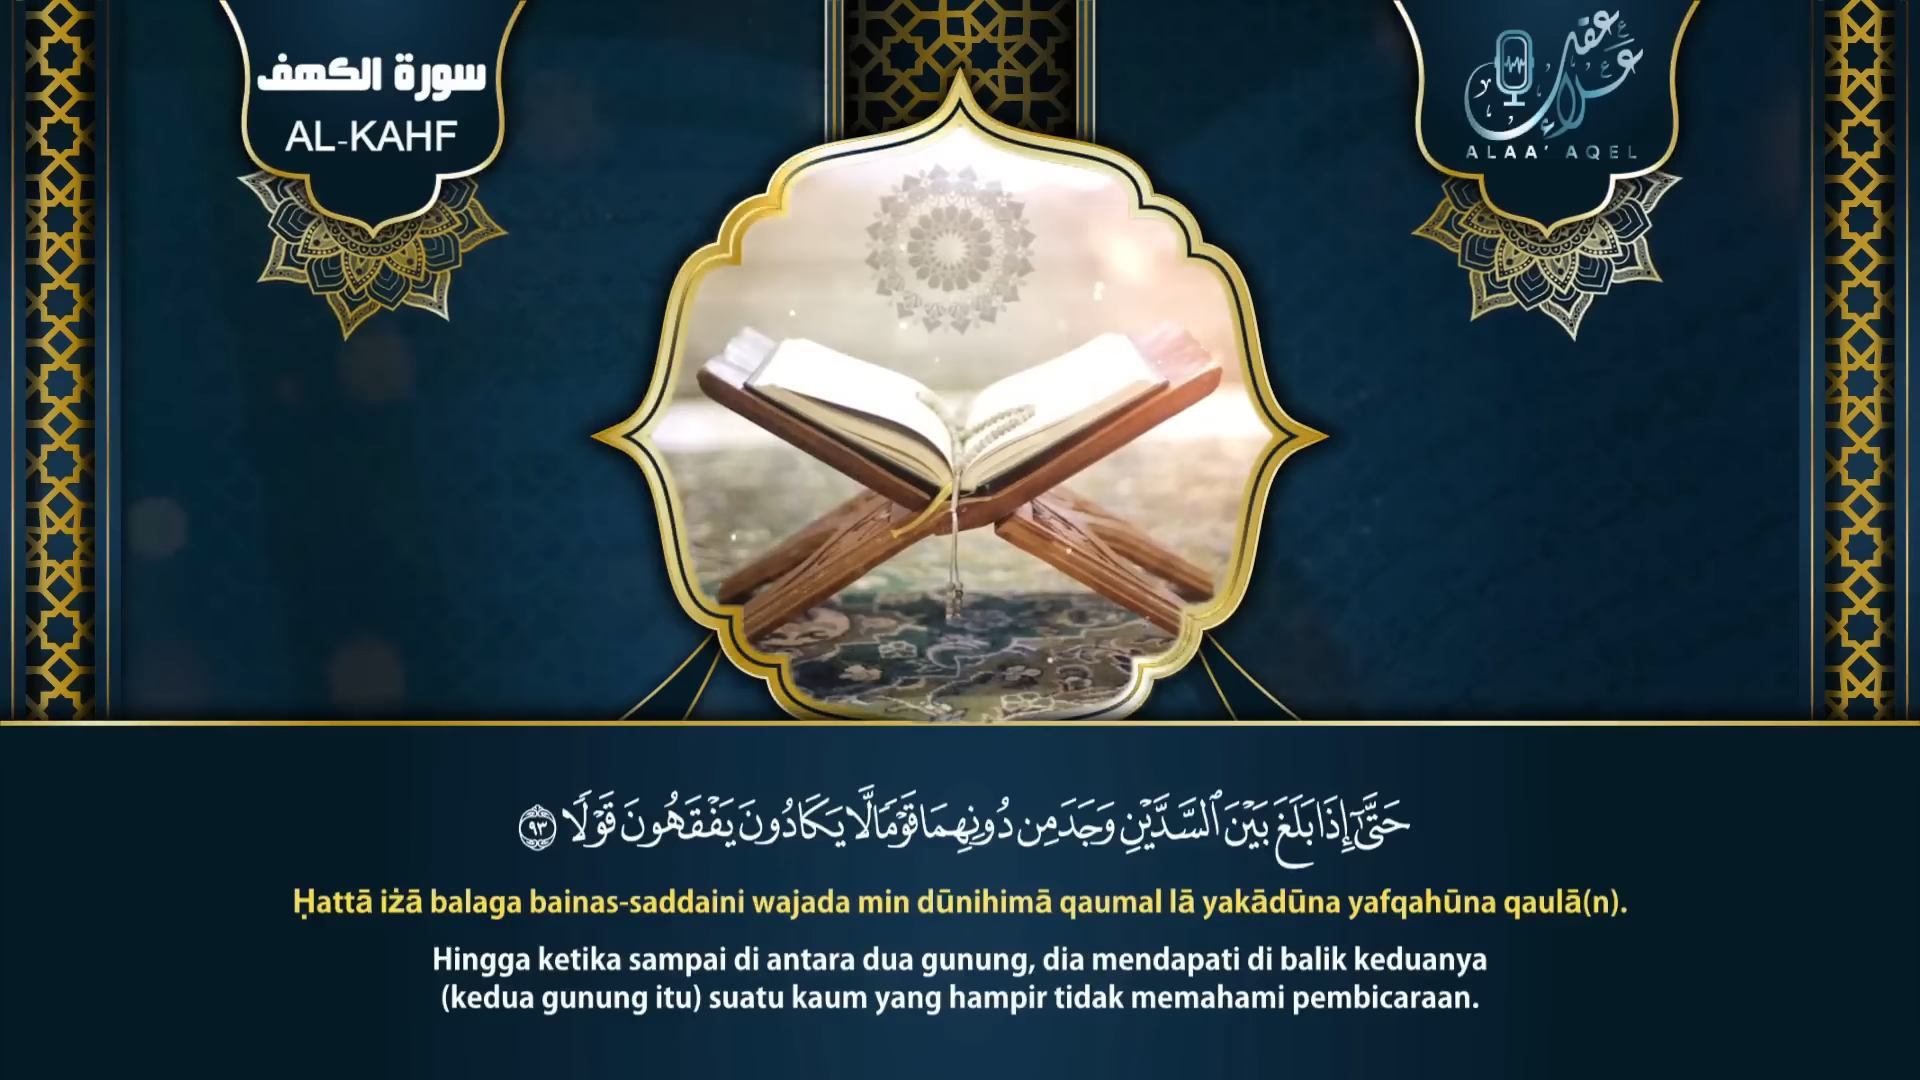 سورة الكهف
AL-KAHF
علاء عقل
ALAA' AQEL
حَتَّىٰٓ إِذَا بَلَغَ بَيْنَ ٱلسَّدَّيْنِ وَجَدَ مِن دُونِهِمَا قَوْمًا لَّا يَكَادُونَ يَفْقَهُونَ قَوْلًا ٩٣
Ḥattā iżā balaga bainas-saddaini wajada min dūnihimā qaumal lā yakādūna yafqahūna qaulā(n).
Hingga ketika sampai di antara dua gunung, dia mendapati di balik keduanya
(kedua gunung itu) suatu kaum yang hampir tidak memahami pembicaraan.